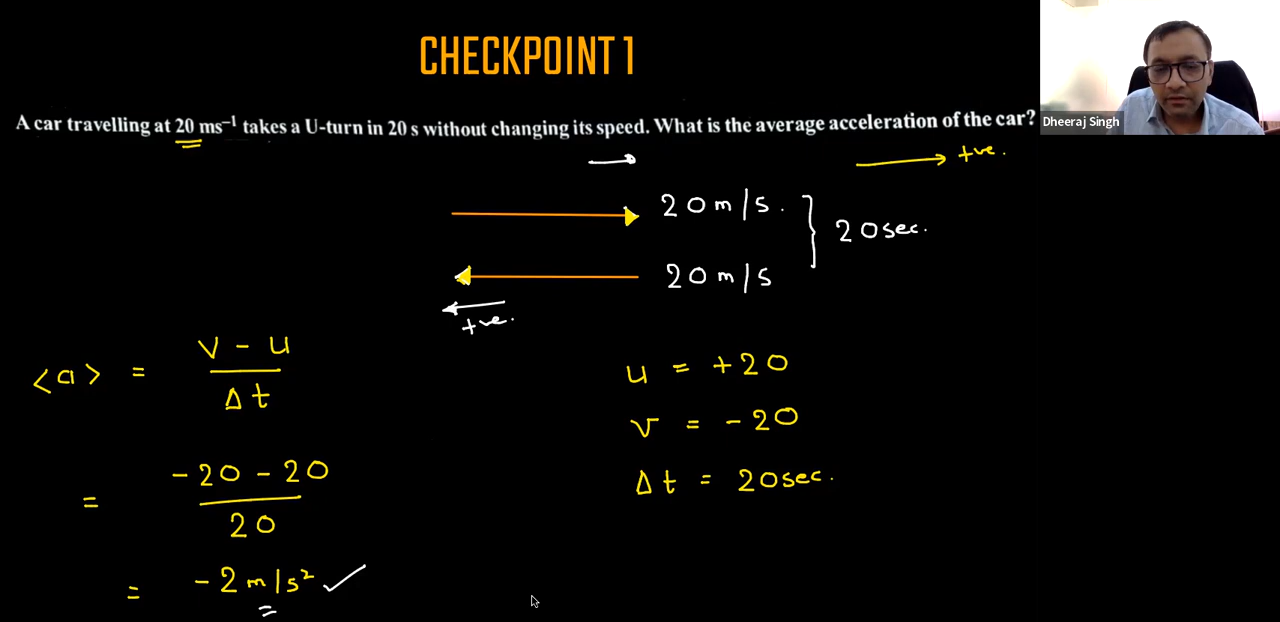 CHECKPOINT 1
A car travelling at 20 ms⁻¹ takes a U-turn in 20 s without changing its speed. What is the average acceleration of the car?
Dheeraj Singh
+ve.
20 m/s.
20 sec.
20 m/s
+ve.
<a> = v - u / Δt
u = +20
v = -20
Δt = 20 sec.
= -20 - 20 / 20
= -2 m/s²